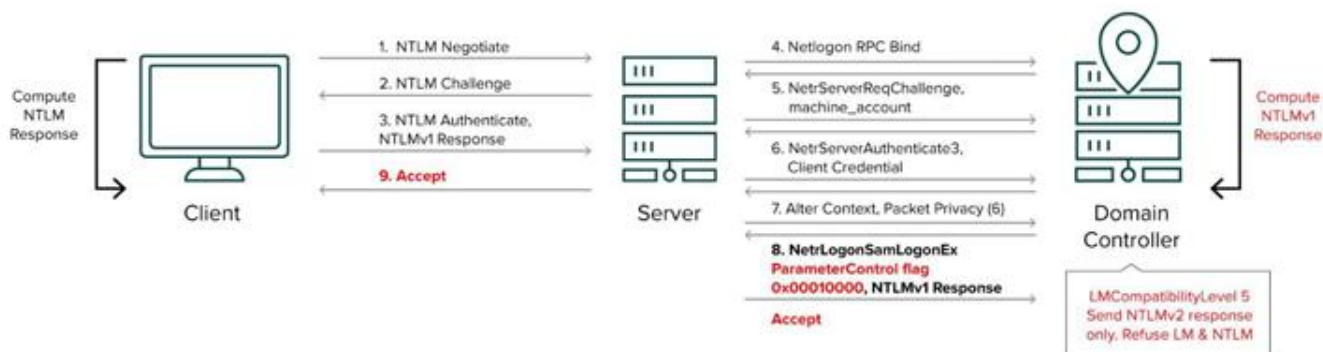 Compute
NTLM
Response
Client
1. NTLM Negotiate
2. NTLM Challenge
3. NTLM Authenticate,
NTLMv1 Response
9. Accept
Server
4. Netlogon RPC Bind
5. NetrServerReqChallenge,
machine_account
6. NetrServerAuthenticate3,
Client Credential
7. Alter Context, Packet Privacy (6)
8. NetrLogonSamLogonEx
ParameterControl flag
0x00010000, NTLMv1 Response
Accept
Domain
Controller
Compute
NTLMv1
Response
LMCompatibilityLevel 5
Send NTLMv2 response
only. Refuse LM & NTLM